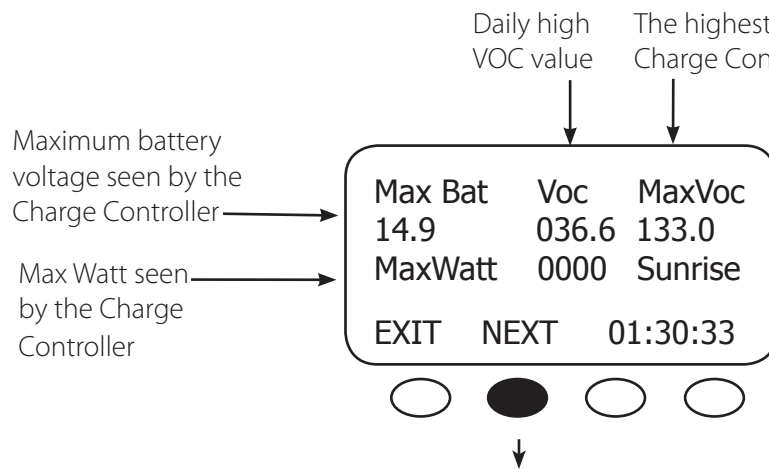 Daily high
VOC value
The highest
Charge Con
Maximum battery
voltage seen by the
Charge Controller
Max Watt seen
by the Charge
Controller
Max Bat Voc MaxVoc
14.9 036.6 133.0
MaxWatt 0000 Sunrise
EXIT NEXT 01:30:33